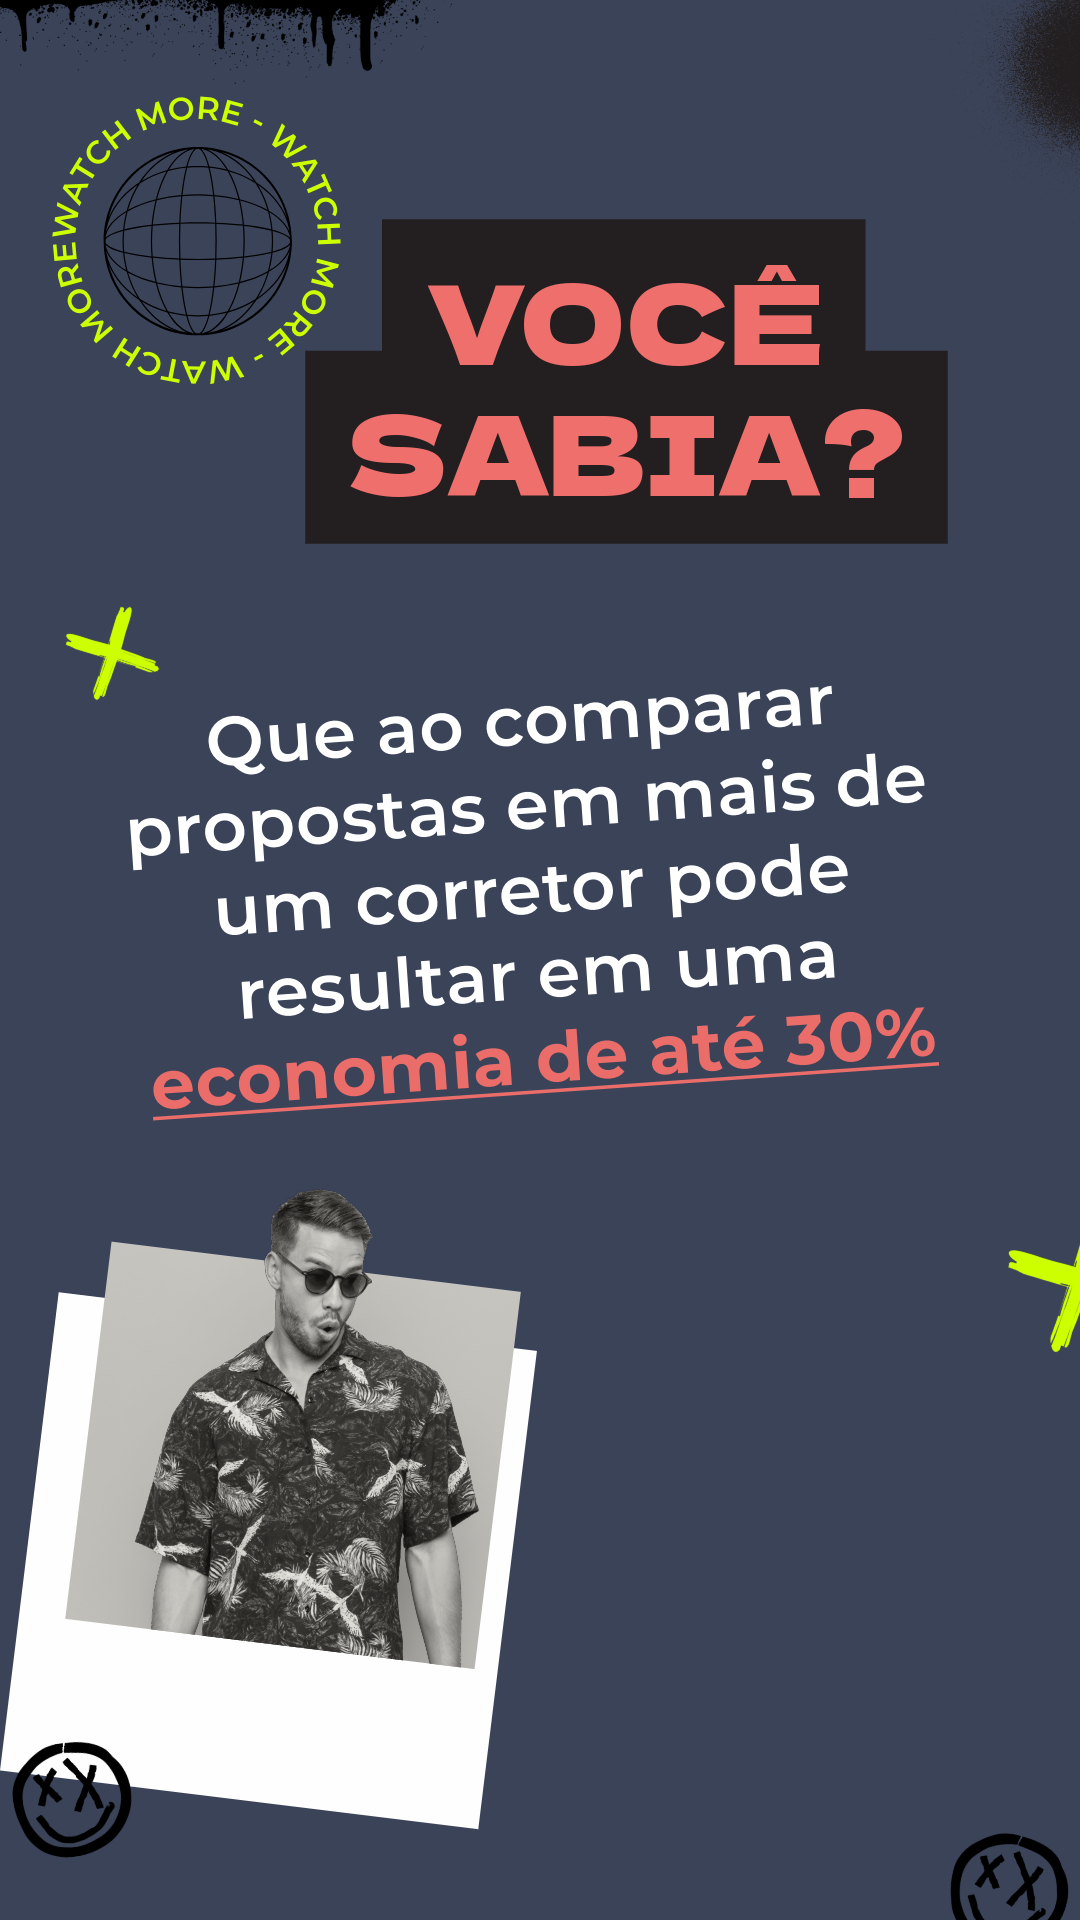 WATCH MORE - WATCH MORE - WATCH MORE
VOCÊ
SABIA?
Que ao comparar
propostas em mais de
um corretor pode
resultar em uma
economia de até 30%